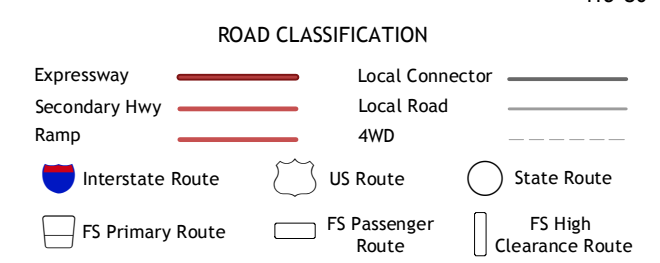 ROAD CLASSIFICATION
Expressway
Local Connector
Secondary Hwy
Local Road
Ramp
4WD
Interstate Route
US Route
State Route
FS Primary Route
FS Passenger
Route
FS High
Clearance Route